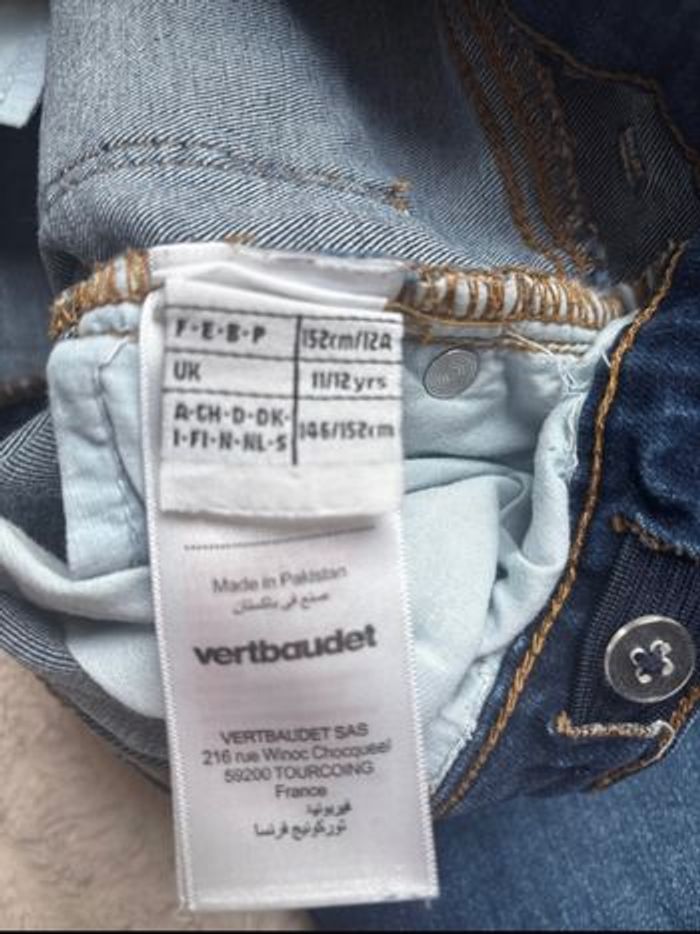 F·E·B·P 152cm/12A
UK 11/12yrs
A·CH·D·DK· 146/152cm
I·FI·N·NL·S
Made in Pakistan
صنع في باكستان
vertbaudet
VERTBAUDET SAS
216 rue Winoc Chocqueel
59200 TOURCOING
France
فيربوديه
توركوينج فرنسا